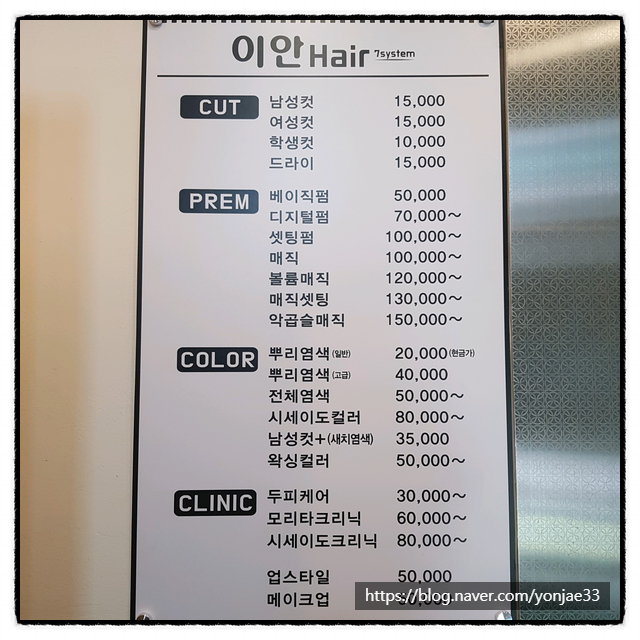 이안 Hair 7system
CUT 남성컷 15,000
여성컷 15,000
학생컷 10,000
드라이 15,000
PREM 베이직펌 50,000
디지털펌 70,000~
셋팅펌 100,000~
매직 100,000~
볼륨매직 120,000~
매직셋팅 130,000~
악곱슬매직 150,000~
COLOR 뿌리염색(일반) 20,000(현금가)
뿌리염색(고급) 40,000
전체염색 50,000~
시세이도컬러 80,000~
남성컷+(새치염색) 35,000
왁싱컬러 50,000~
CLINIC 두피케어 30,000~
모리타크리닉 60,000~
시세이도크리닉 80,000~
업스타일 50,000
메이크업
https://blog.naver.com/yonjae33